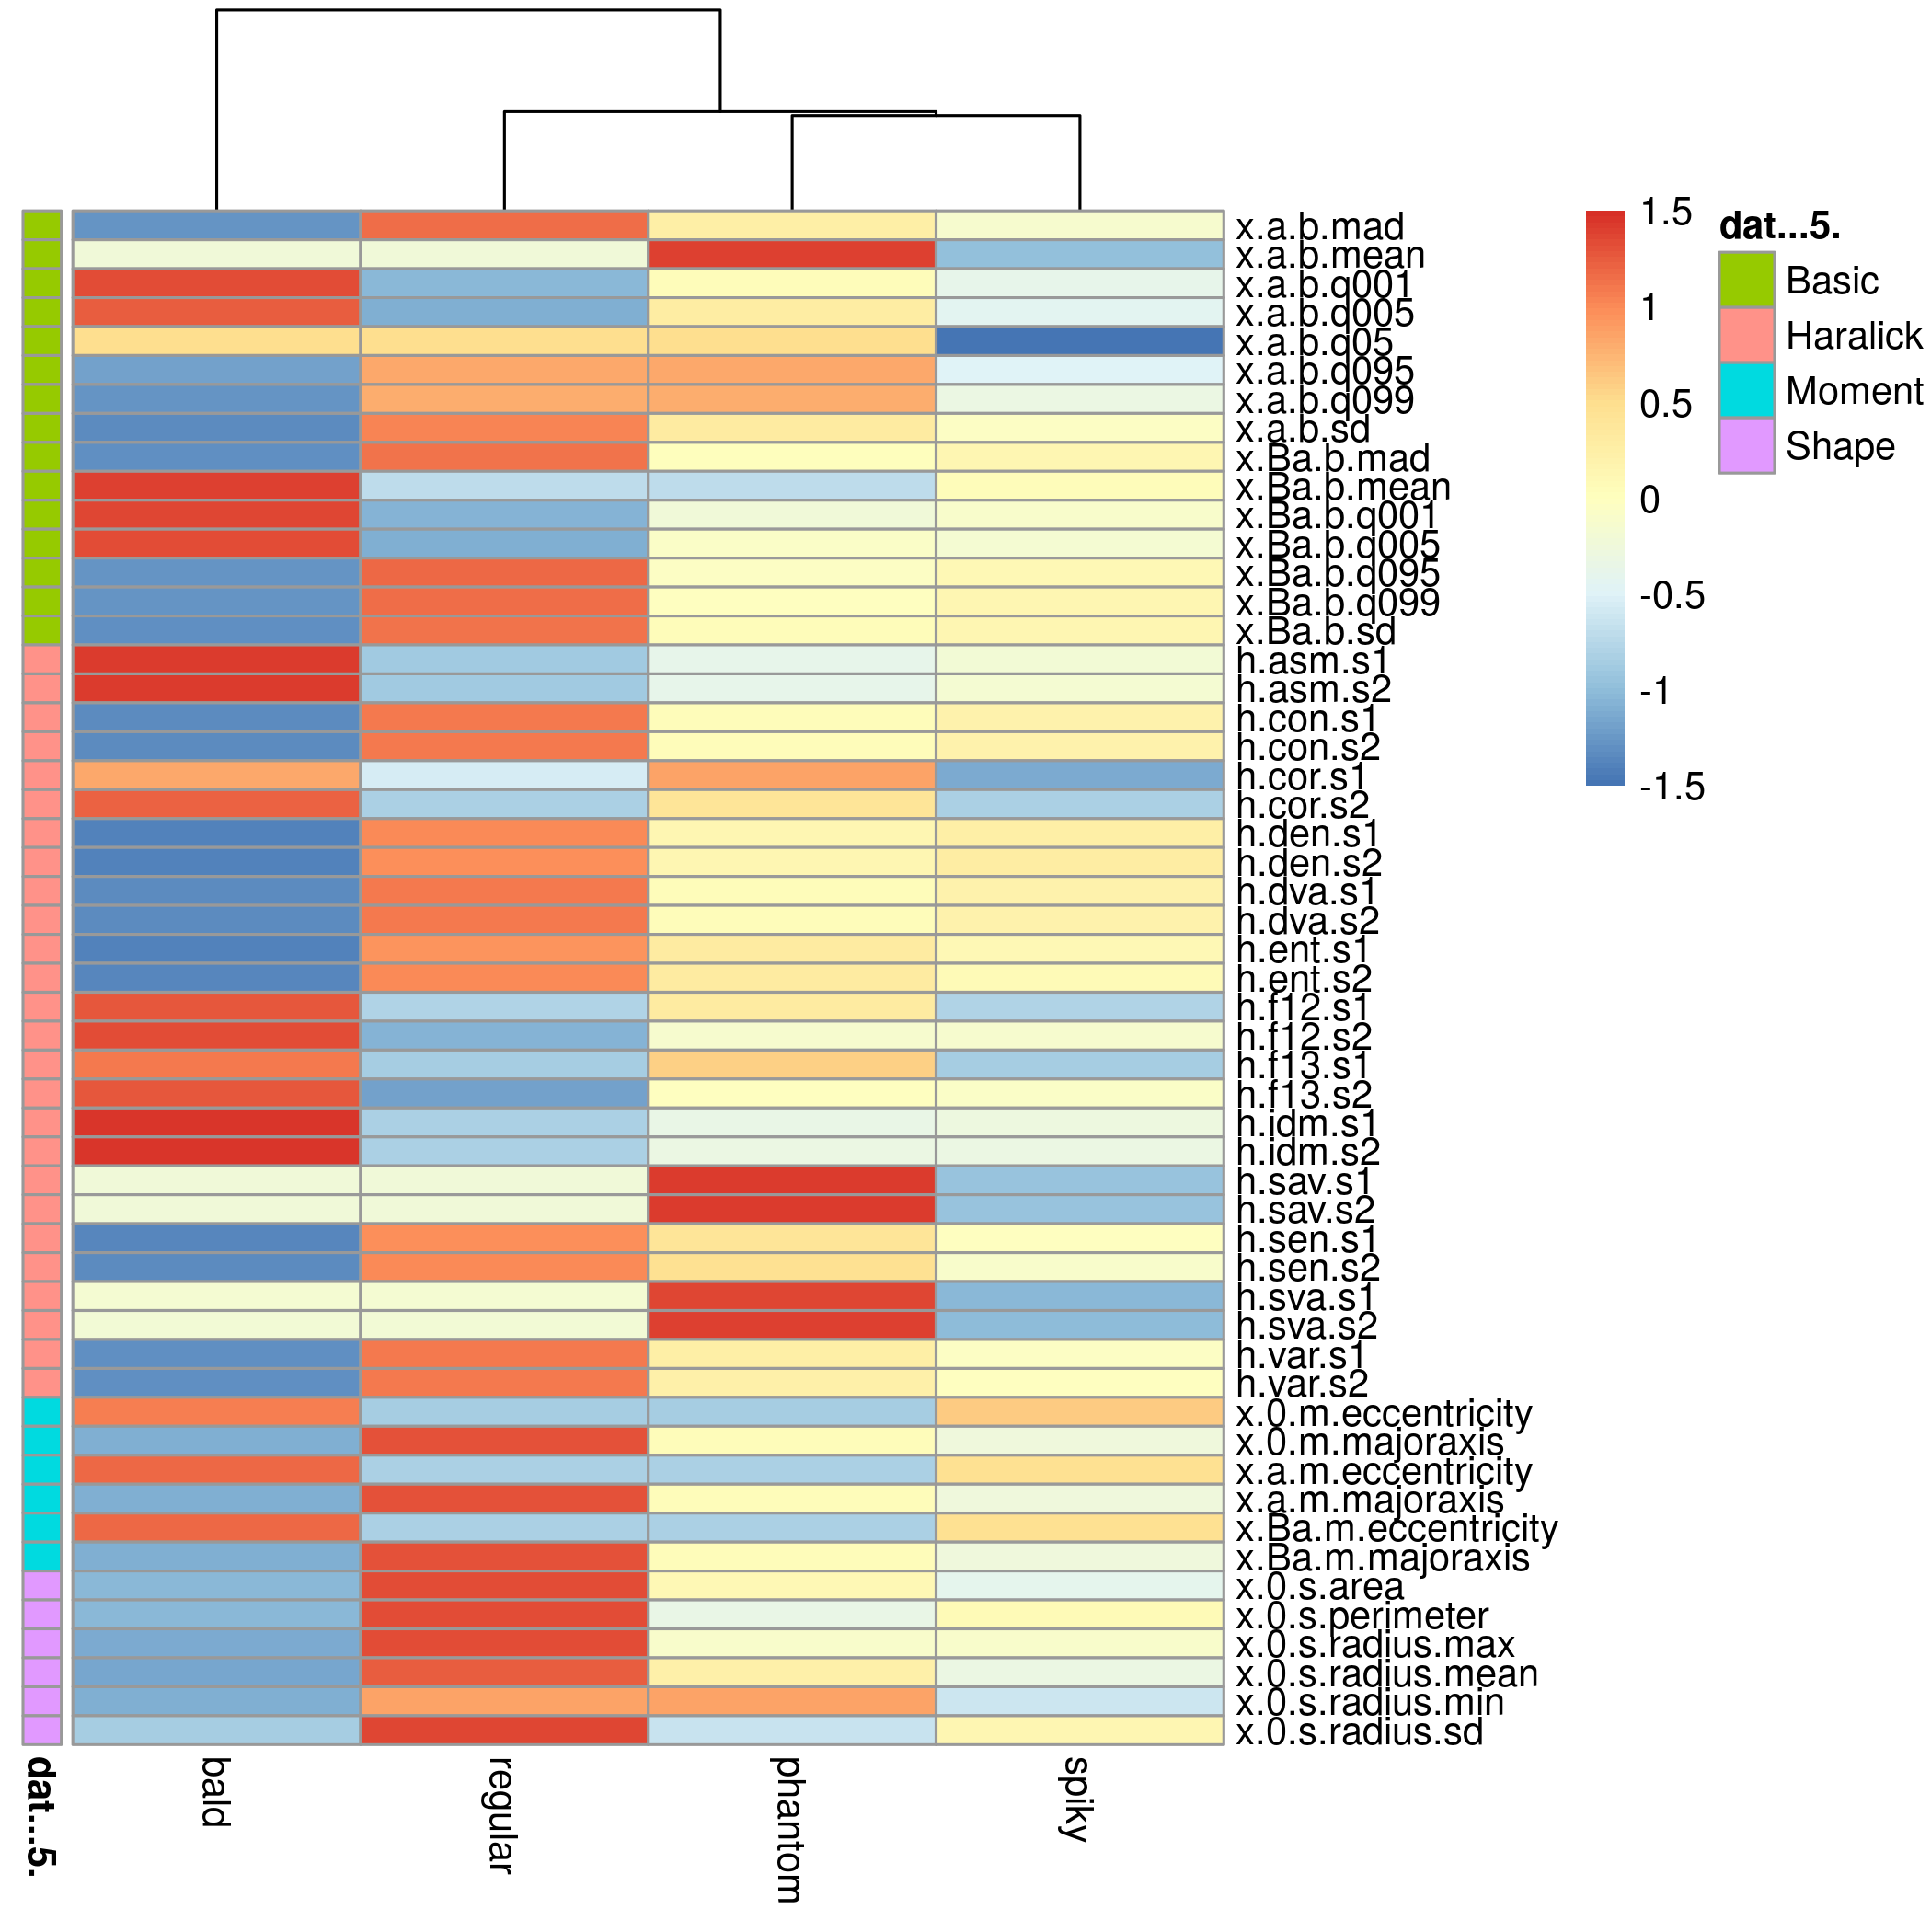 x.a.b.mad
x.a.b.mean
x.a.b.q001
x.a.b.q005
x.a.b.q05
x.a.b.q095
x.a.b.q099
x.a.b.sd
x.Ba.b.mad
x.Ba.b.mean
x.Ba.b.q001
x.Ba.b.q005
x.Ba.b.q095
x.Ba.b.q099
x.Ba.b.sd
h.asm.s1
h.asm.s2
h.con.s1
h.con.s2
h.cor.s1
h.cor.s2
h.den.s1
h.den.s2
h.dva.s1
h.dva.s2
h.ent.s1
h.ent.s2
h.f12.s1
h.f12.s2
h.f13.s1
h.f13.s2
h.idm.s1
h.idm.s2
h.sav.s1
h.sav.s2
h.sen.s1
h.sen.s2
h.sva.s1
h.sva.s2
h.var.s1
h.var.s2
x.0.m.eccentricity
x.0.m.majoraxis
x.a.m.eccentricity
x.a.m.majoraxis
x.Ba.m.eccentricity
x.Ba.m.majoraxis
x.0.s.area
x.0.s.perimeter
x.0.s.radius.max
x.0.s.radius.mean
x.0.s.radius.min
x.0.s.radius.sd
dat...5.
bald
regular
phantom
spiky
1.5
1
0.5
0
-0.5
-1
-1.5
dat...5.
Basic
Haralick
Moment
Shape